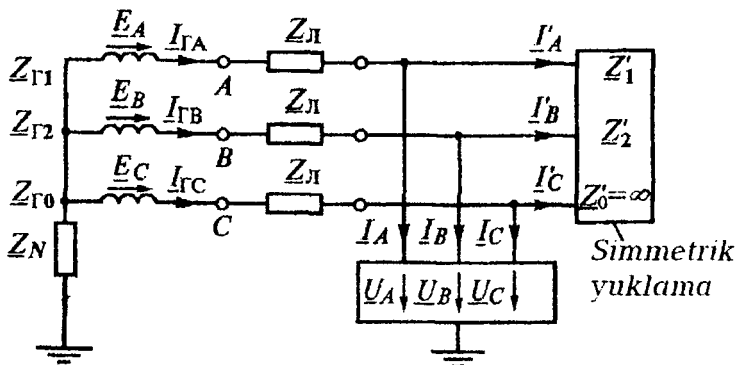 E_A I_ГA Z_Л I'_A
Z_Г1 A Z'_1
E_B I_ГB Z_Л I'_B
Z_Г2 B Z'_2
E_C I_ГC Z_Л I'_C
Z_Г0 C Z'_0=∞
Z_N I_A I_B I_C
Simmetrik
yuklama
U_A U_B U_C